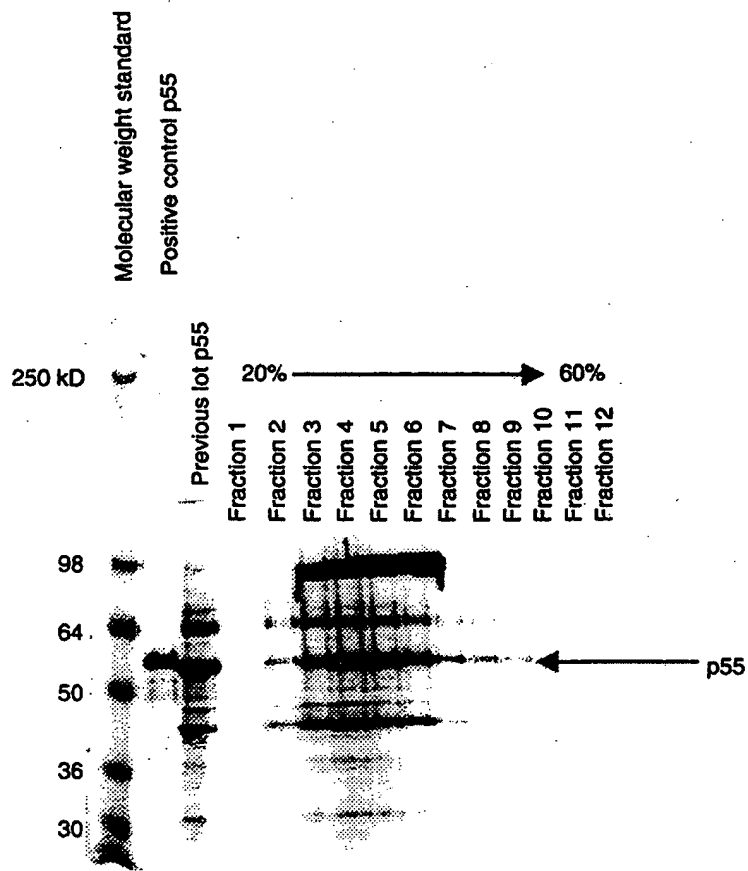 Molecular weight standard
Positive control p55
Previous lot p55
250 kD
20%
60%
Fraction 1
Fraction 2
Fraction 3
Fraction 4
Fraction 5
Fraction 6
Fraction 7
Fraction 8
Fraction 9
Fraction 10
Fraction 11
Fraction 12
98
64
p55
50
36
30